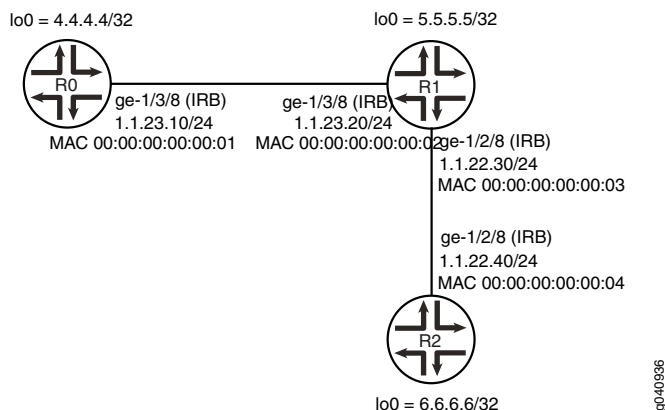 lo0 = 4.4.4.4/32
lo0 = 5.5.5.5/32
R0
R1
ge-1/3/8 (IRB)
1.1.23.10/24
MAC 00:00:00:00:00:01
ge-1/3/8 (IRB)
1.1.23.20/24
MAC 00:00:00:00:00:02
ge-1/2/8 (IRB)
1.1.22.30/24
MAC 00:00:00:00:00:03
ge-1/2/8 (IRB)
1.1.22.40/24
MAC 00:00:00:00:00:04
R2
lo0 = 6.6.6.6/32
g040936